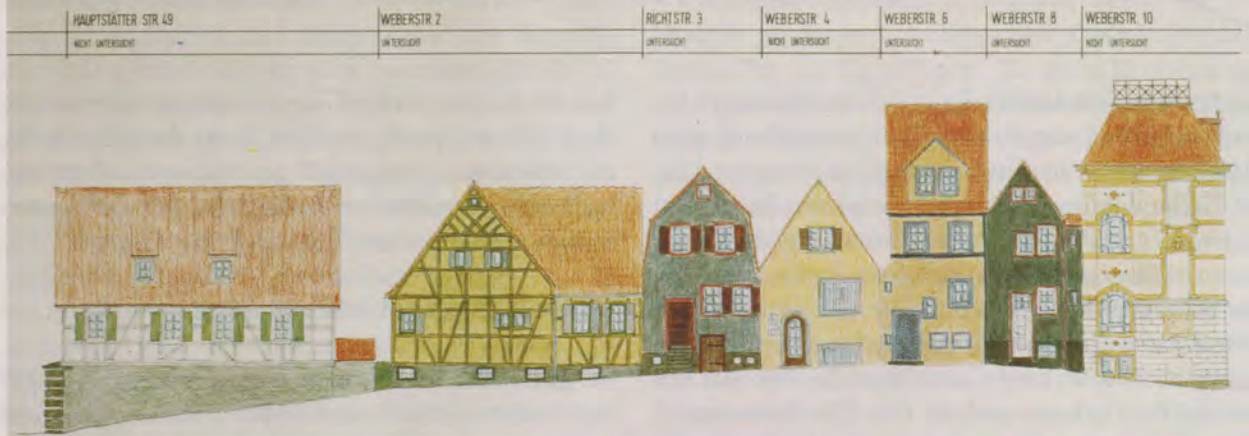 HAUPTSTÄTTER STR. 49 WEBERSTR. 2 RICHTSTR. 3 WEBERSTR. 4 WEBERSTR. 6 WEBERSTR. 8 WEBERSTR. 10
NICHT UNTERSUCHT UNTERSUCHT UNTERSUCHT NICHT UNTERSUCHT UNTERSUCHT UNTERSUCHT NICHT UNTERSUCHT